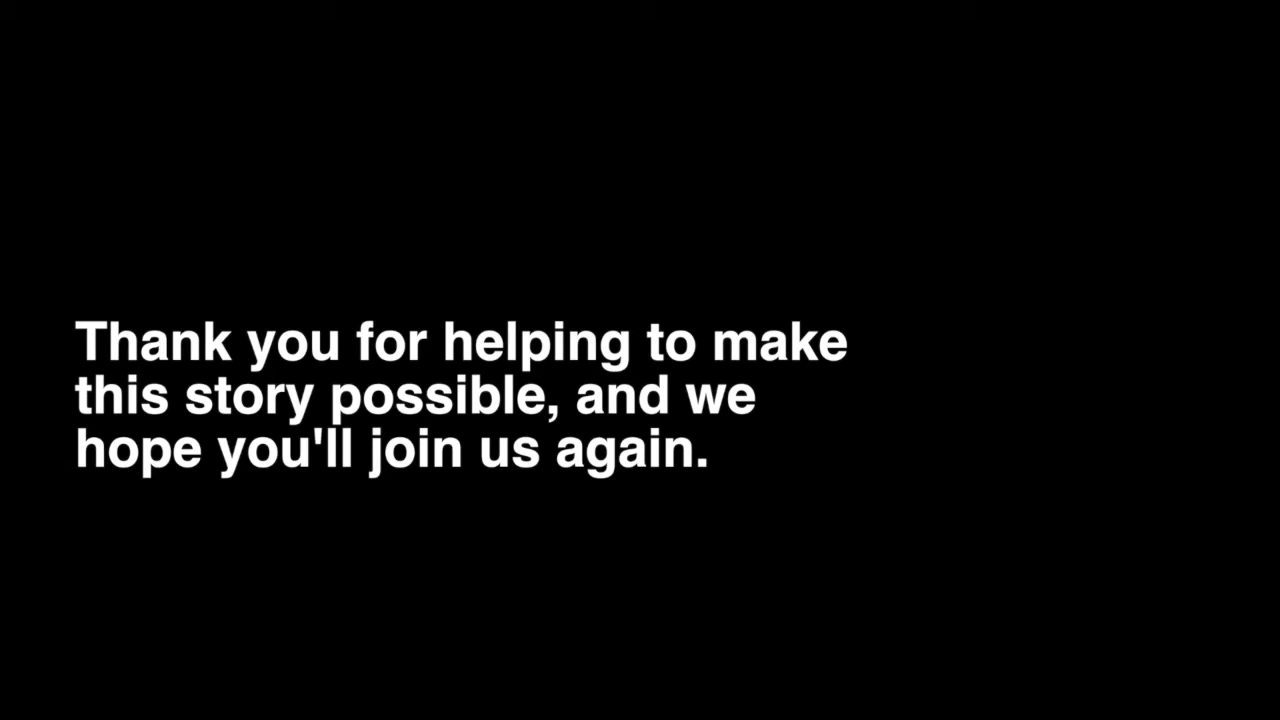 Thank you for helping to make
this story possible, and we
hope you'll join us again.